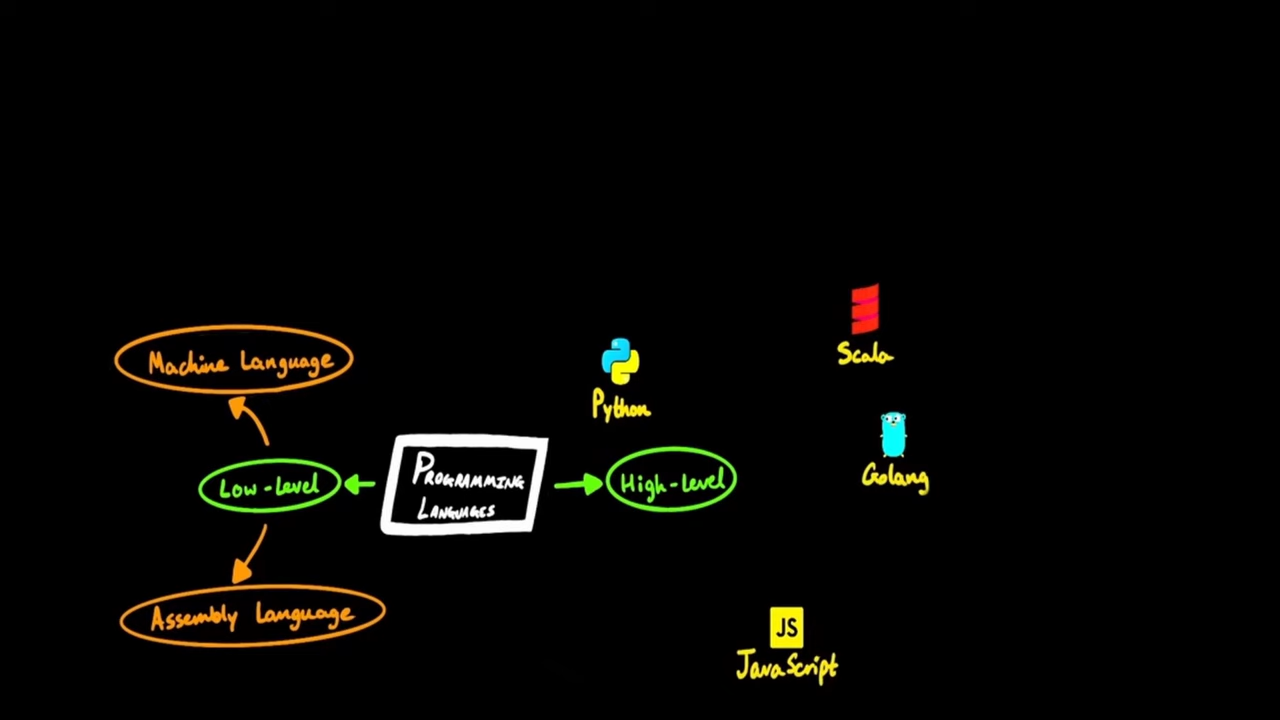 Scala
Machine Language
Python
Programming
Languages
Golang
Low-Level
High-Level
Assembly Language
JS
JavaScript